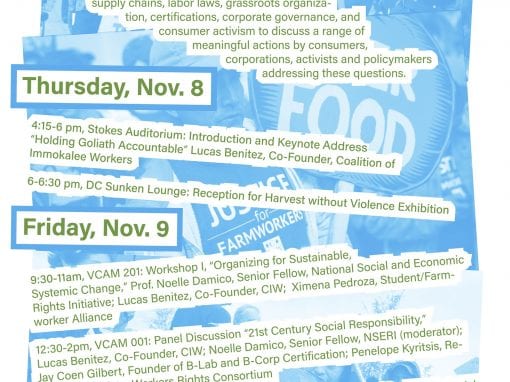 supply chains, labor laws, grassroots organiza-
tion, certifications, corporate governance, and
consumer activism to discuss a range of
meaningful actions by consumers,
corporations, activists and policymakers
addressing these questions.
Thursday, Nov. 8
FOOD
4:15-6 pm, Stokes Auditorium: Introduction and Keynote Address
“Holding Goliath Accountable” Lucas Benitez, Co-Founder, Coalition of
Immokalee Workers
6-6:30 pm, DC Sunken Lounge; Reception for Harvest without Violence Exhibition
JUSTICE
for
FARMWORKERS
Friday, Nov. 9
9:30-11am, VCAM 201: Workshop I, “Organizing for Sustainable,
Systemic Change,” Prof. Noelle Damico, Senior Fellow, National Social and Economic
Rights Initiative; Lucas Benitez, Co-Founder, CIW; Ximena Pedroza, Student/Farm-
worker Alliance
12:30-2pm, VCAM 001: Panel Discussion “21st Century Social Responsibility,”
Lucas Benitez, Co-Founder, CIW; Noelle Damico, Senior Fellow, NSERI (moderator);
Jay Coen Gilbert, Founder of B-Lab and B-Corp Certification; Penelope Kyritsis, Re-
Workers Rights Consortium